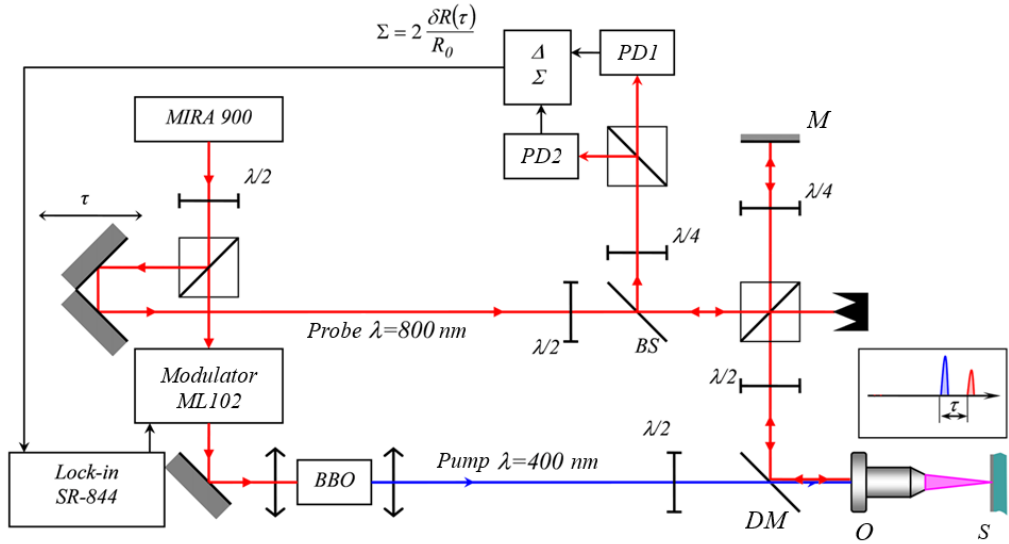 Σ = 2 δR(τ) / R₀
Δ
Σ
PD1
MIRA 900
PD2
M
λ/2
τ
λ/4
λ/4
Probe λ=800 nm
λ/2
BS
λ/2
Modulator
ML102
τ
λ/2
Lock-in
SR-844
BBO
Pump λ=400 nm
DM
O
S